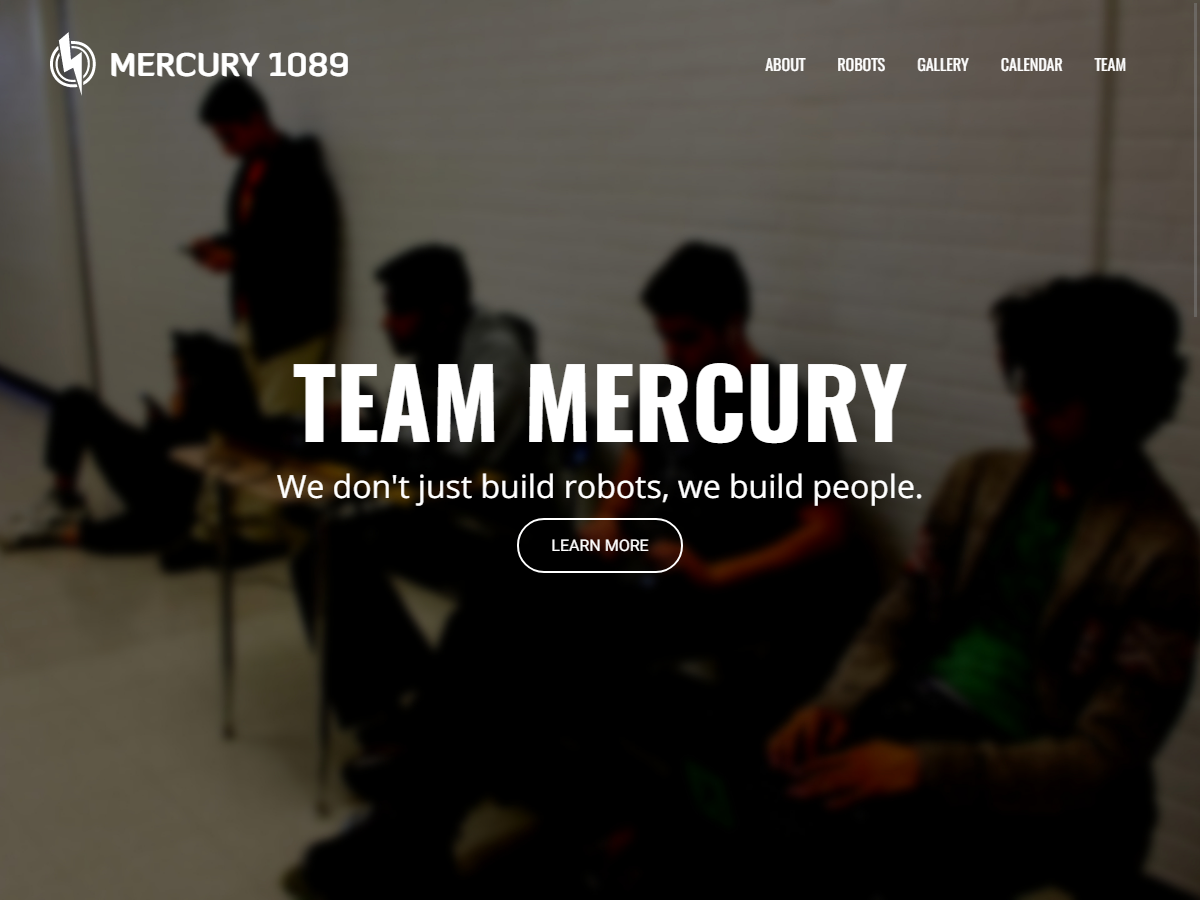 MERCURY 1089
ABOUT ROBOTS GALLERY CALENDAR TEAM
TEAM MERCURY
We don't just build robots, we build people.
LEARN MORE